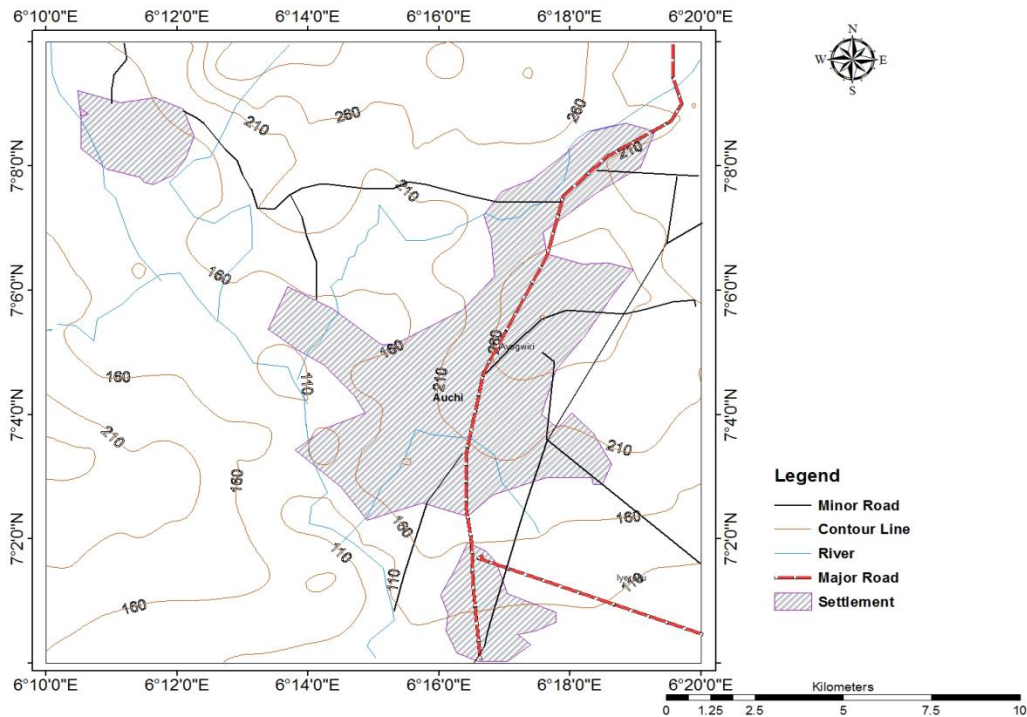 6°10'0"E 6°12'0"E 6°14'0"E 6°16'0"E 6°18'0"E 6°20'0"E
N
W E
S
260
210
260
260
7°8'0"N 210 7°8'0"N
210
160
7°6'0"N 7°6'0"N
260
160
110
160
210
Auchi
7°4'0"N 7°4'0"N
210
210
160
160
160
7°2'0"N 7°2'0"N
110
110
110
160
6°10'0"E 6°12'0"E 6°14'0"E 6°16'0"E 6°18'0"E 6°20'0"E
Legend
Minor Road
Contour Line
River
Major Road
Settlement
Kilometers
0 1.25 2.5 5 7.5 10